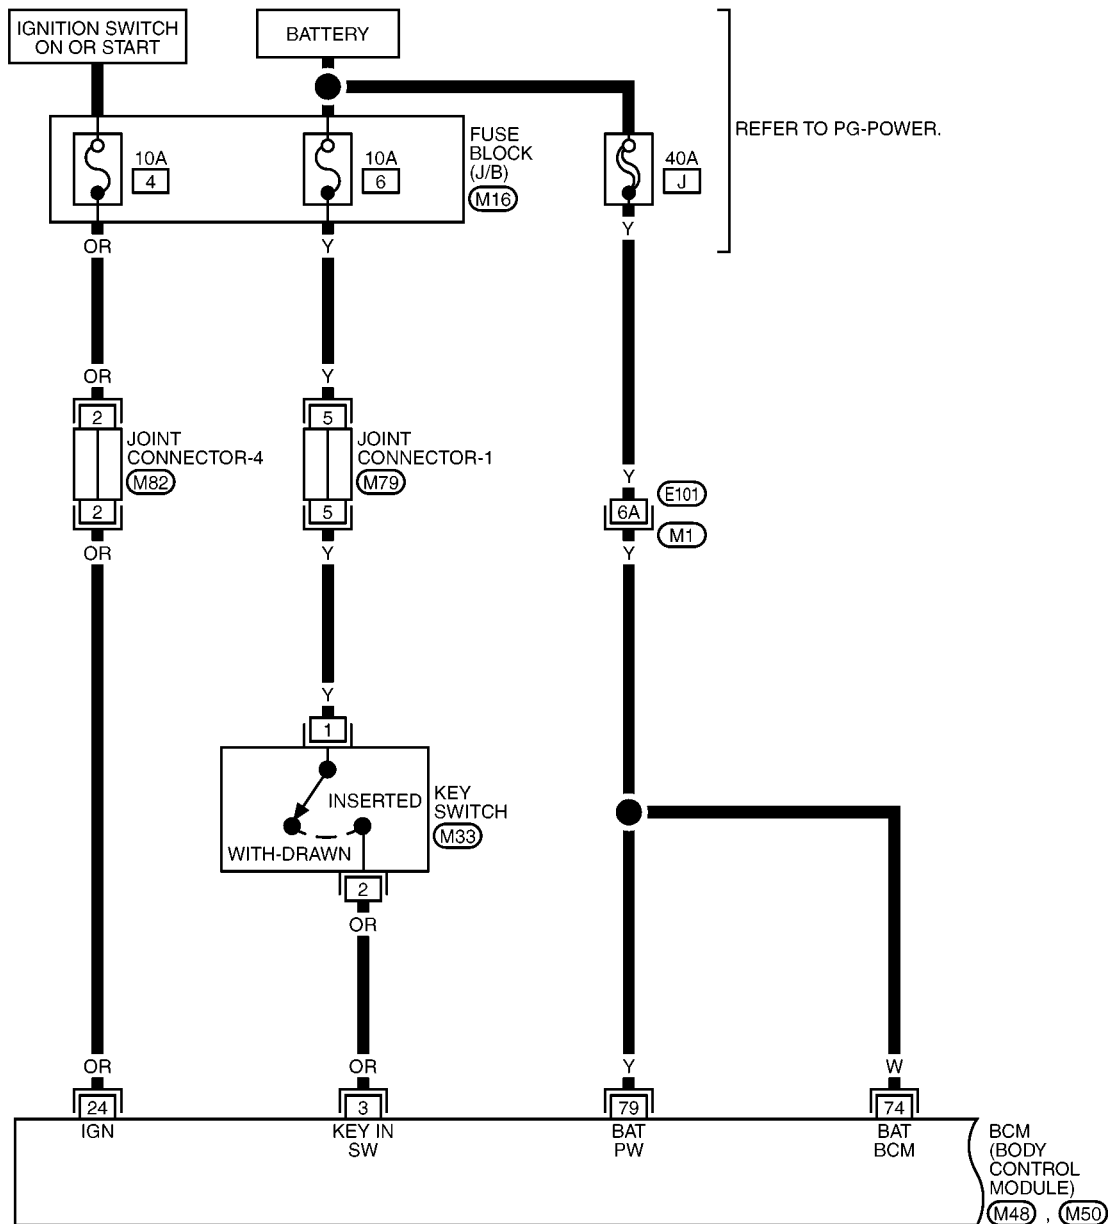 IGNITION SWITCH
ON OR START
BATTERY
REFER TO PG-POWER.
10A
4
10A
6
FUSE
BLOCK
(J/B)
M16
40A
J
OR
Y
Y
OR
Y
2
JOINT
CONNECTOR-4
M82
2
5
JOINT
CONNECTOR-1
M79
5
Y
6A
E101
M1
OR
Y
Y
Y
1
INSERTED
WITH-DRAWN
KEY
SWITCH
M33
2
OR
OR
OR
Y
W
24
3
79
74
IGN
KEY IN
SW
BAT
PW
BAT
BCM
BCM
(BODY
CONTROL
MODULE)
M48 , M50